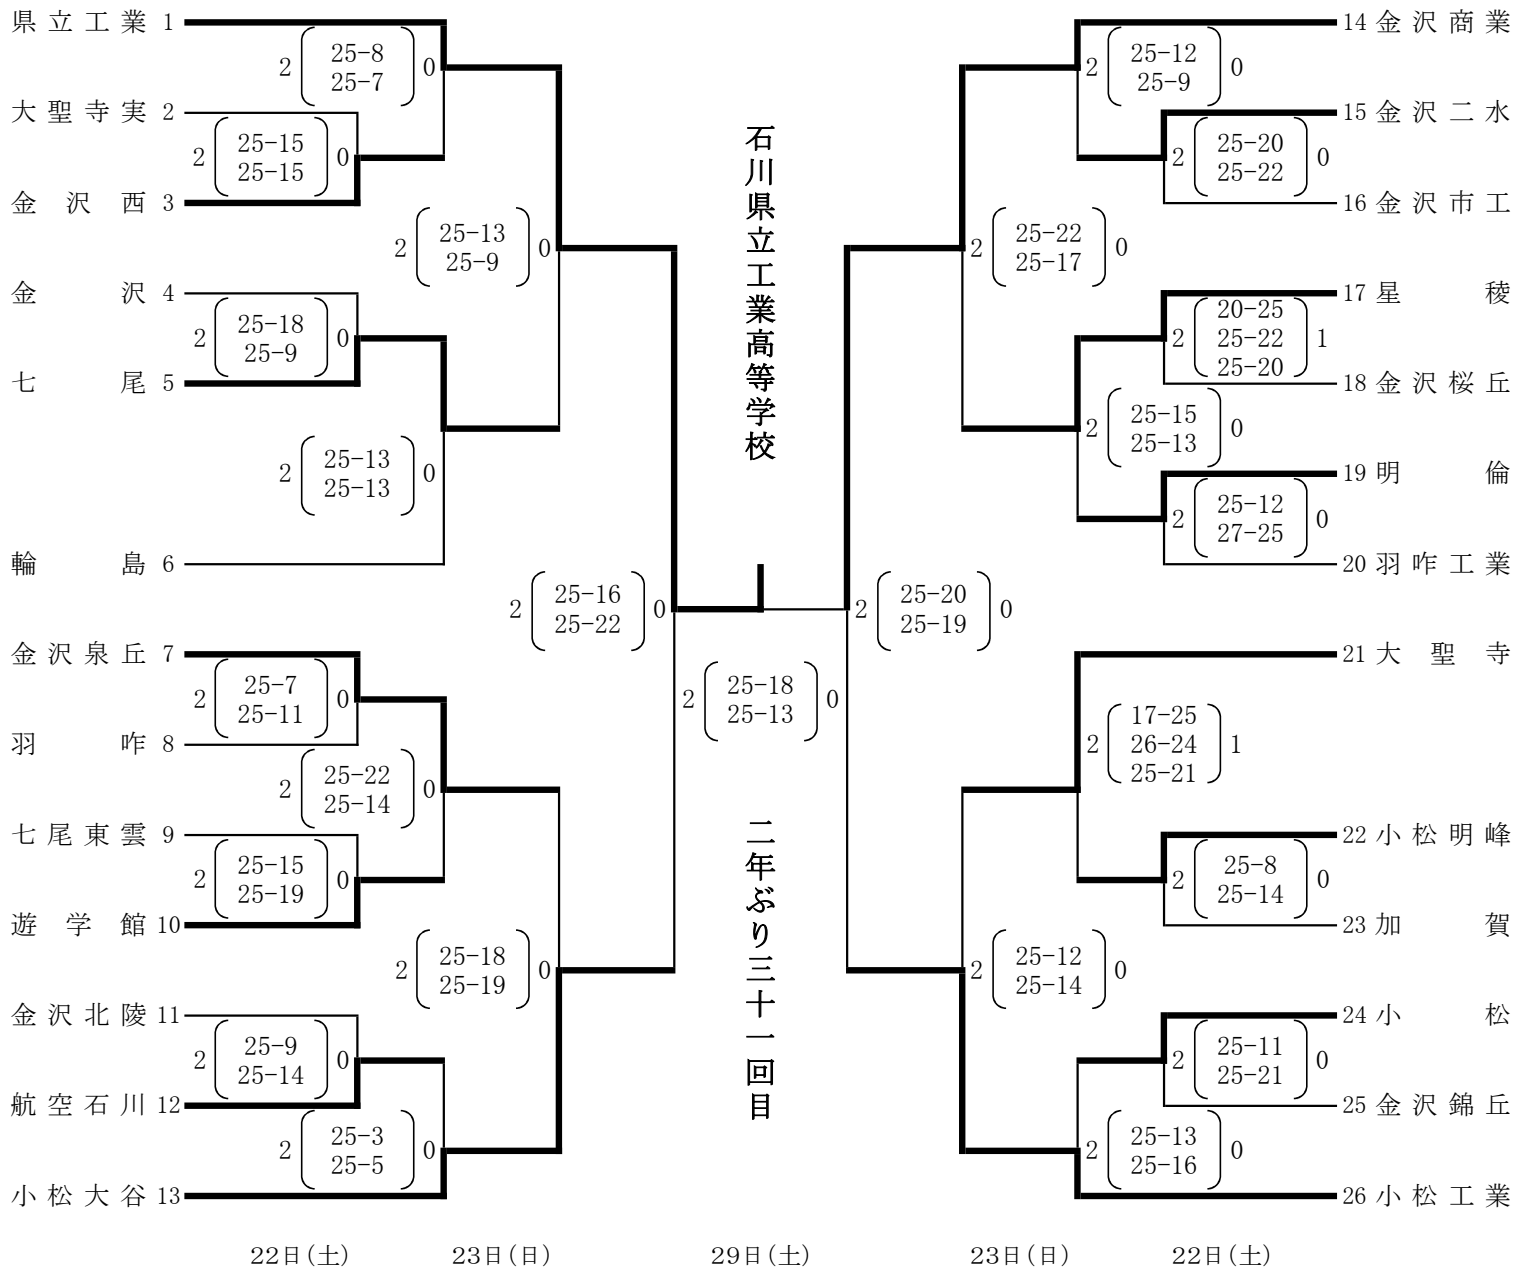 県立工業 1
大聖寺実 2
金沢西 3
金沢 4
七尾 5
輪島 6
金沢泉丘 7
羽咋 8
七尾東雲 9
遊学館 10
金沢北陵 11
航空石川 12
小松大谷 13
2 25-8 0
25-7
2 25-15 0
25-15
2 25-13 0
25-9
2 25-18 0
25-9
2 25-13 0
25-13
2 25-16 0
25-22
2 25-7 0
25-11
2 25-22 0
25-14
2 25-15 0
25-19
2 25-18 0
25-19
2 25-9 0
25-14
2 25-3 0
25-5
石川県立工業高等学校
2 25-18 0
25-13
二年ぶり三十一回目
2 25-12 0
25-9
2 25-20 0
25-22
2 25-22 0
25-17
2 20-25 1
25-22
25-20
2 25-15 0
25-13
2 25-12 0
27-25
2 25-20 0
25-19
2 17-25 1
26-24
25-21
2 25-8 0
25-14
2 25-12 0
25-14
2 25-11 0
25-21
2 25-13 0
25-16
14 金沢商業
15 金沢二水
16 金沢市工
17 星稜
18 金沢桜丘
19 明倫
20 羽咋工業
21 大聖寺
22 小松明峰
23 加賀
24 小松
25 金沢錦丘
26 小松工業
22日(土) 23日(日) 29日(土) 23日(日) 22日(土)